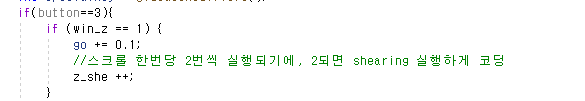 if(button==3){
if (win_z == 1) {
go += 0.1;
//스크롤 한번당 2번씩 실행되기에, 2되면 shearing 실행하게 코딩
z_she ++;
}